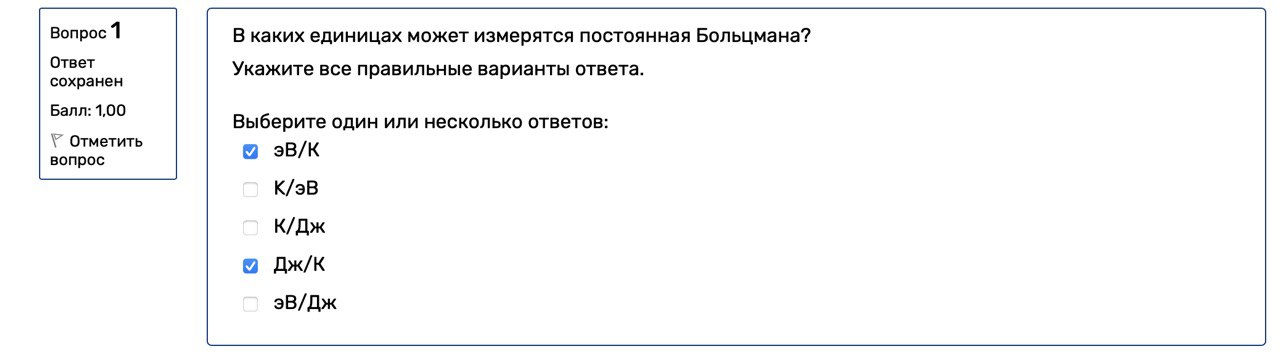 Вопрос 1
Ответ
сохранен
Балл: 1,00
Отметить
вопрос
В каких единицах может измерятся постоянная Больцмана?
Укажите все правильные варианты ответа.
Выберите один или несколько ответов:
эВ/К
К/эВ
К/Дж
Дж/К
эВ/Дж